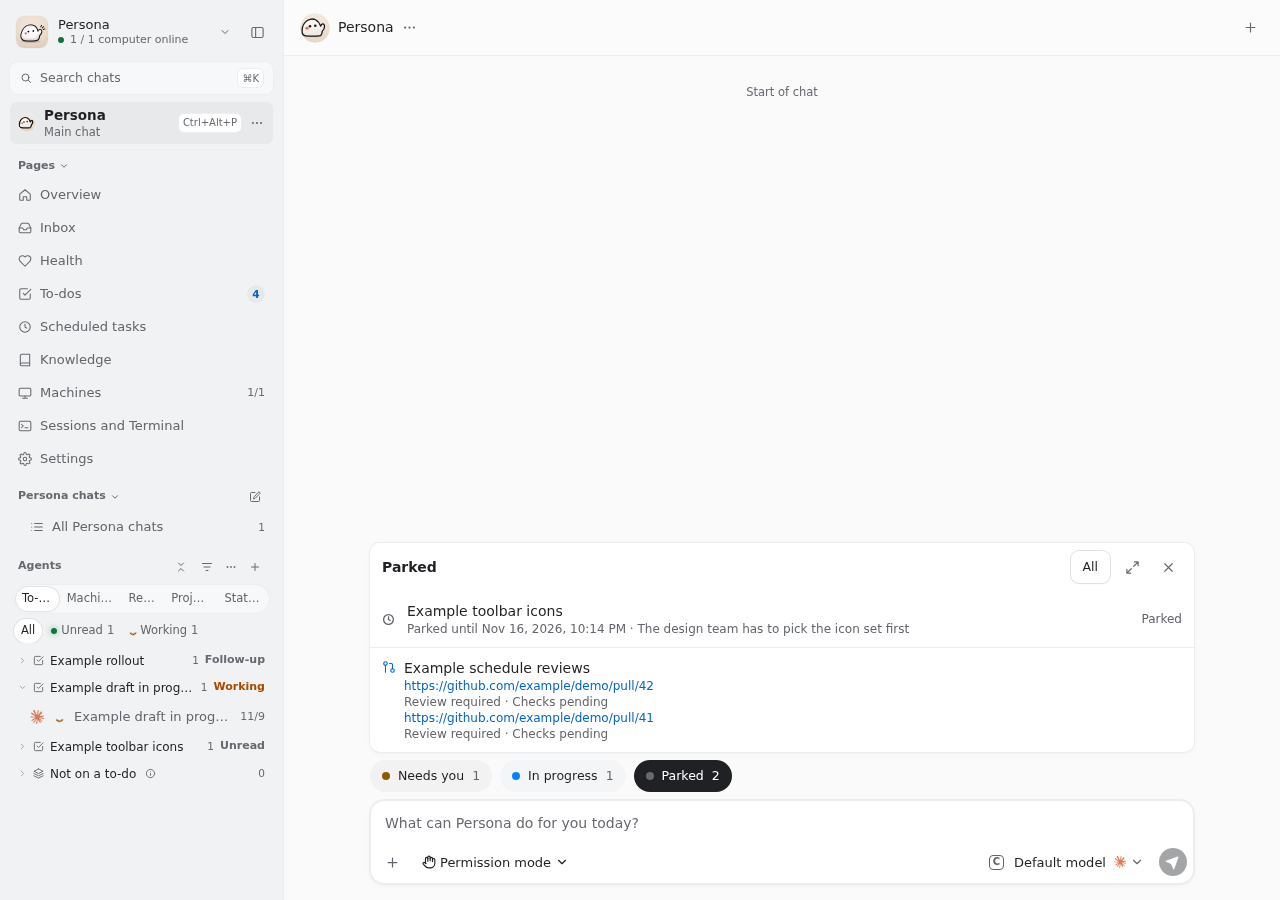 Persona
1 / 1 computer online
Search chats
⌘K
Persona
Main chat
Ctrl+Alt+P
Pages
Overview
Inbox
Health
To-dos
4
Scheduled tasks
Knowledge
Machines
1/1
Sessions and Terminal
Settings
Persona chats
All Persona chats
1
Agents
To-... Machi... Re... Proj... Stat...
All Unread 1 Working 1
Example rollout 1 Follow-up
Example draft in prog... 1 Working
Example draft in prog... 11/9
Example toolbar icons 1 Unread
Not on a to-do 0
Persona
Start of chat
Parked
All
Example toolbar icons
Parked until Nov 16, 2026, 10:14 PM · The design team has to pick the icon set first
Parked
Example schedule reviews
https://github.com/example/demo/pull/42
Review required · Checks pending
https://github.com/example/demo/pull/41
Review required · Checks pending
Needs you 1 In progress 1 Parked 2
What can Persona do for you today?
Permission mode
C Default model